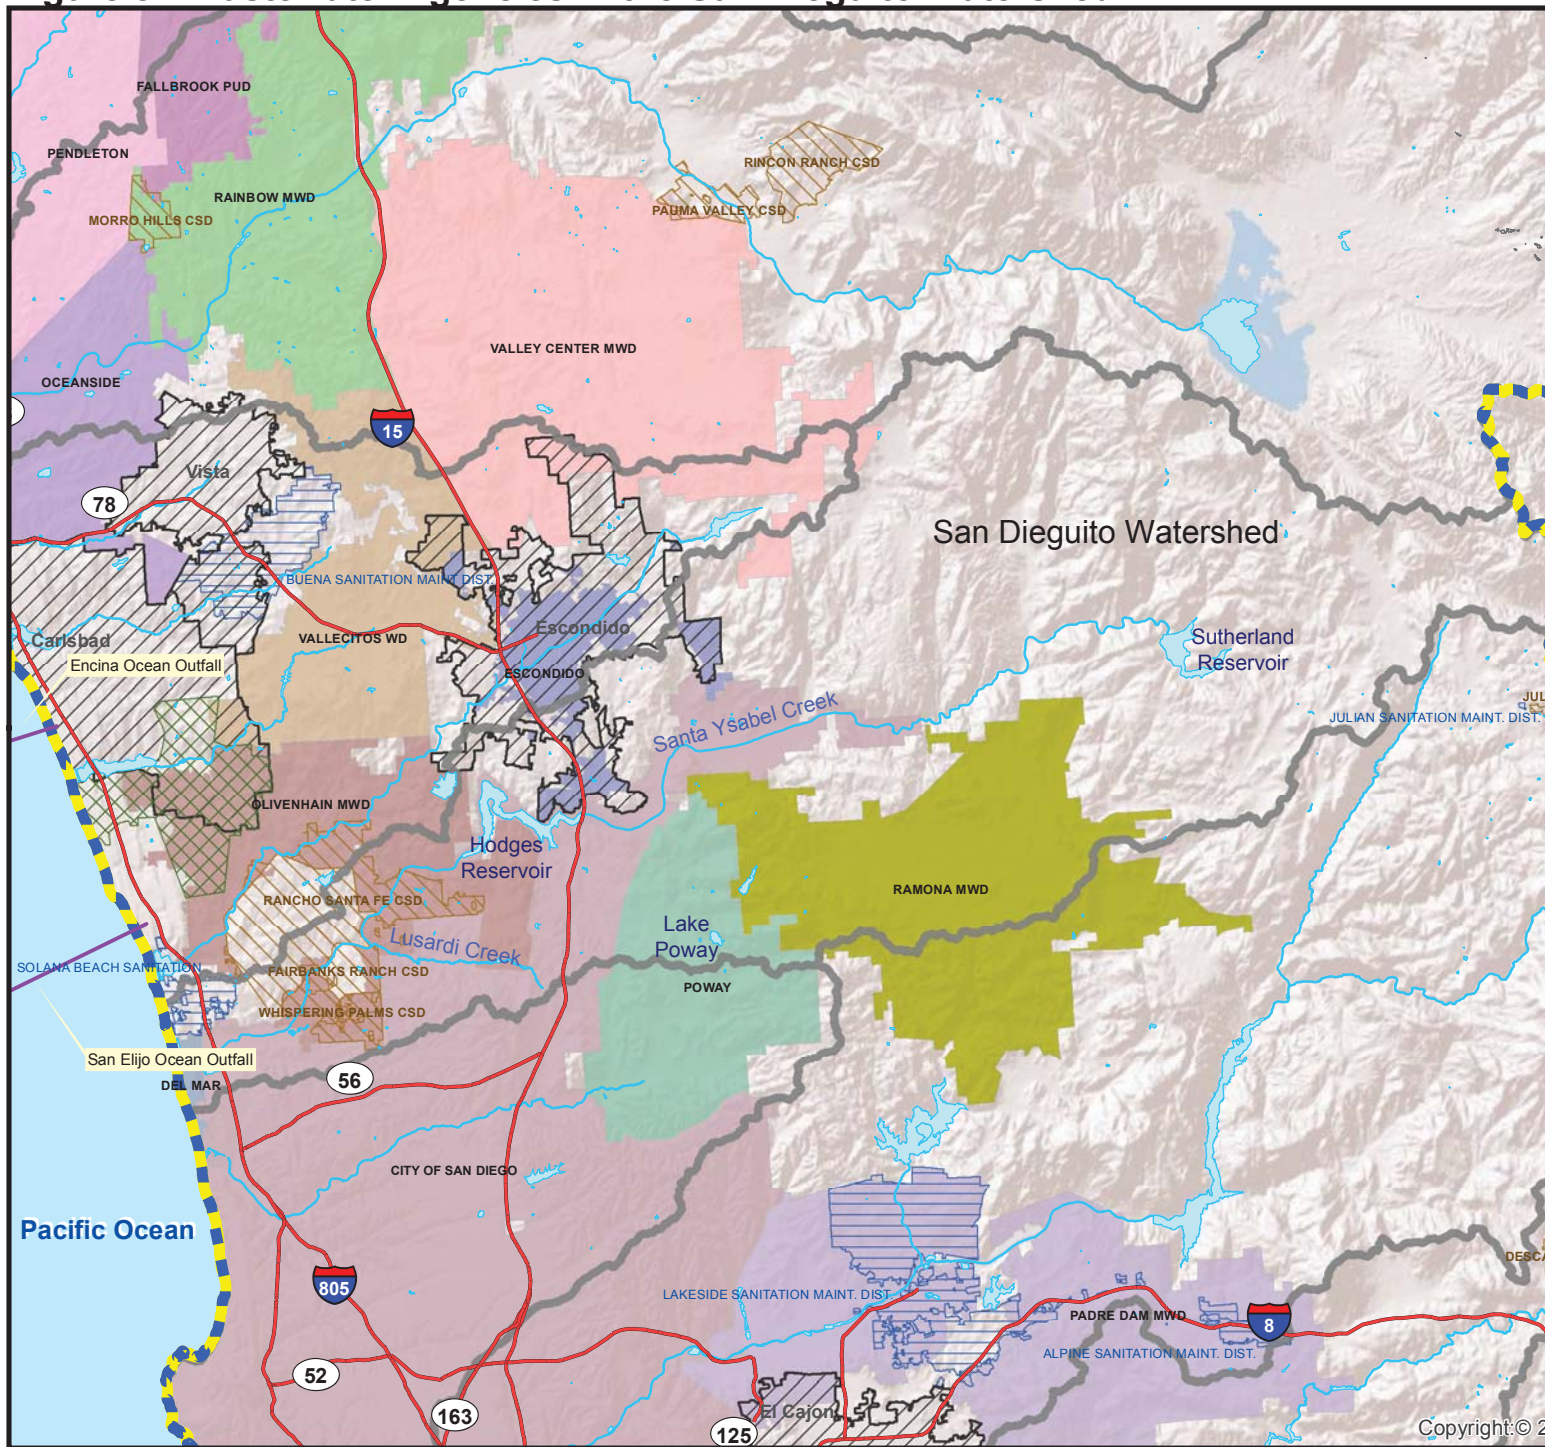 FALLBROOK PUD
PENDLETON
RINCON RANCH CSD
RAINBOW MWD
PAUMA VALLEY CSD
MORRO HILLS CSD
VALLEY CENTER MWD
OCEANSIDE
15
Vista
78
San Dieguito Watershed
BUENA SANITATION MAINT DIST.
Escondido
VALLECITOS WD
Carlsbad
Sutherland
Reservoir
Encina Ocean Outfall
ESCONDIDO
Santa Ysabel Creek
JULIAN SANITATION MAINT. DIST.
OLIVENHAIN MWD
Hodges
Reservoir
RAMONA MWD
RANCHO SANTA FE CSD
Lake
Poway
Lusardi Creek
SOLANA BEACH SANITATION
FAIRBANKS RANCH CSD
POWAY
WHISPERING PALMS CSD
San Elijo Ocean Outfall
DEL MAR
56
CITY OF SAN DIEGO
Pacific Ocean
805
LAKESIDE SANITATION MAINT. DIST.
PADRE DAM MWD
8
ALPINE SANITATION MAINT. DIST.
52
163
El Cajon
125
Copyright:© 2